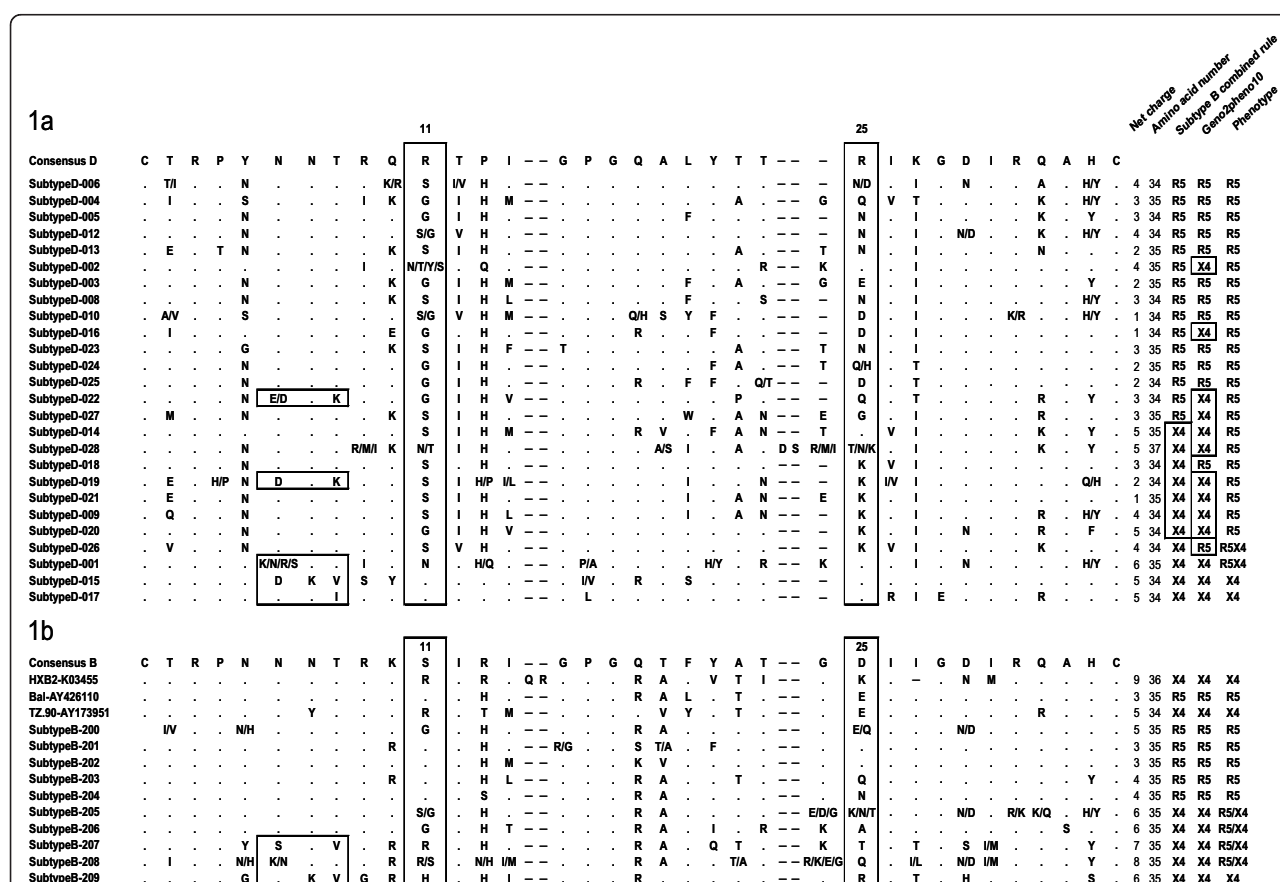 Net charge
Amino acid number
Subtype B combined rule
Geno2pheno10
Phenotype
1a
11 25
Consensus D C T R P Y N N T R Q R T P I – – G P G Q A L Y T T – – – R I K G D I R Q A H C
SubtypeD-006 . T/I . . N . . . . K/R S I/V H . – – . . . . . . . . . – – – N/D . I . N . . A . H/Y . 4 34 R5 R5 R5
SubtypeD-004 . I . . S . . . I K G I H M – – . . . . . . . A . – – G Q V T . . . . K . H/Y . 3 35 R5 R5 R5
SubtypeD-005 . . . . N . . . . . G I H . – – . . . . . F . . . – – – N . I . . . . K . Y . 3 34 R5 R5 R5
SubtypeD-012 . . . . N . . . . . S/G V H . – – . . . . . . . . . – – – N . I . N/D . . K . H/Y . 4 34 R5 R5 R5
SubtypeD-013 . E . T N . . . . K S I H . – – . . . . . . . A . – – T N . I . . . . N . . . 2 35 R5 R5 R5
SubtypeD-002 . . . . . . . . I . N/T/Y/S . Q . – – . . . . . . . . R – – K . . I . . . . . . . . 4 35 R5 X4 R5
SubtypeD-003 . . . . N . . . . K G I H M – – . . . . . F . A . – – G E . I . . . . . . Y . 2 35 R5 R5 R5
SubtypeD-008 . . . . N . . . . K S I H L – – . . . . . F . . S – – – N . I . . . . . . H/Y . 3 34 R5 R5 R5
SubtypeD-010 . A/V . . S . . . . . S/G V H M – – . . . Q/H S Y F . . – – – D . I . . . K/R . . H/Y . 1 34 R5 R5 R5
SubtypeD-016 . I . . . . . . . E G . H . – – . . . R . . F . . – – – D . I . . . . . . . . 1 34 R5 X4 R5
SubtypeD-023 . . . . G . . . . K S I H F – – T . . . . . . A . – – T N . I . . . . . . . . 3 35 R5 R5 R5
SubtypeD-024 . . . . N . . . . . G I H . – – . . . . . . F A . – – T Q/H . T . . . . . . . . 2 35 R5 R5 R5
SubtypeD-025 . . . . N . . . . . G I H . – – . . . R . F F . Q/T – – – D . T . . . . . . . . 2 34 R5 R5 R5
SubtypeD-022 . . . . N E/D . K . . G I H V – – . . . . . . . P . – – – Q . T . . . . R . Y . 3 34 R5 X4 R5
SubtypeD-027 . M . . N . . . . K S I H . – – . . . . . W . A N – – E G . I . . . . R . . . 3 35 R5 X4 R5
SubtypeD-014 . . . . . . . . . . S I H M – – . . . R V . F A N – – T . V I . . . . K . Y . 5 35 X4 X4 R5
SubtypeD-028 . . . . N . . . R/M/I K N/T I H . – – . . . . A/S I . A . D S R/M/I T/N/K . I . . . . K . Y . 5 37 X4 X4 R5
SubtypeD-018 . . . . N . . . . . S . H . – – . . . . . . . . . – – – K V I . . . . . . . . 3 34 X4 R5 R5
SubtypeD-019 . E . H/P N D . K . . S I H/P I/L – – . . . . . I . . N – – – K I/V I . . . . . . Q/H . 2 34 X4 X4 R5
SubtypeD-021 . E . . N . . . . . S I H . – – . . . . . I . A N – – E K . I . . . . . . . . 1 35 X4 X4 R5
SubtypeD-009 . Q . . N . . . . . S I H L – – . . . . . I . A N – – – K . I . . . . R . H/Y . 4 34 X4 X4 R5
SubtypeD-020 . . . . N . . . . . G I H V – – . . . . . . . . . – – – K . I . N . . R . F . 5 34 X4 X4 R5
SubtypeD-026 . V . . N . . . . . S V H . – – . . . . . . . . . – – – K V I . . . . K . . . 4 34 X4 R5 R5X4
SubtypeD-001 . . . . . K/N/R/S . . I . N . H/Q . – – . P/A . . . . H/Y . R – – K . . I . N . . . . H/Y . 6 35 X4 X4 R5X4
SubtypeD-015 . . . . . D K V S Y . . . . – – . I/V . R . S . . . – – – . . . . . . . . . . . 5 34 X4 X4 X4
SubtypeD-017 . . . . . . . I . . . . . . – – . L . . . . . . . – – – . R I E . . . R . . . 5 34 X4 X4 X4
1b
11 25
Consensus B C T R P N N N T R K S I R I – – G P G Q T F Y A T – – G D I I G D I R Q A H C
HXB2-K03455 . . . . . . . . . . R . R . Q R . . . R A . V T I – – . K . – . N M . . . . . 9 36 X4 X4 X4
Bal-AY426110 . . . . . . . . . . . . H . – – . . . R A L . T . – – . E . . . . . . . . . . 3 35 R5 R5 R5
TZ.90-AY173951 . . . . . . Y . . . R . T M – – . . . . V Y . T . – – . E . . . . . . R . . . 5 34 X4 X4 X4
SubtypeB-200 . I/V . . N/H . . . . . G . H . – – . . . R A . . . . – – . E/Q . . . N/D . . . . . . 5 35 R5 R5 R5
SubtypeB-201 . . . . . . . . . R . . H . – – R/G . . S T/A . F . . – – . . . . . . . . . . . . 3 35 R5 R5 R5
SubtypeB-202 . . . . . . . . . . . . H M – – . . . K V . . . . – – . . . . . . . . . . . . 3 35 R5 R5 R5
SubtypeB-203 . . . . . . . . . R . . H L – – . . . R A . . T . – – . Q . . . . . . . . Y . 4 35 R5 R5 R5
SubtypeB-204 . . . . . . . . . . . . S . – – . . . R A . . . . – – . N . . . . . . . . . . 4 35 R5 R5 R5
SubtypeB-205 . . . . . . . . . . S/G . H . – – . . . R A . . . . – – E/D/G K/N/T . . . N/D . R/K K/Q . H/Y . 6 35 X4 X4 R5/X4
SubtypeB-206 . . . . . . . . . . G . H T – – . . . R A . I . R – – K A . . . . . . . S . . 6 35 X4 X4 R5/X4
SubtypeB-207 . . . . Y S . V . R R . H . – – . . . R A . Q T . – – K T . T . S I/M . . . Y . 7 35 X4 X4 R5/X4
SubtypeB-208 . I . . N/H K/N . . . R R/S . N/H I/M – – . . . R A . . T/A . – – R/K/E/G Q . I/L . N/D I/M . . . Y . 8 35 X4 X4 R5/X4
SubtypeB-209 . . . . G . K V G R H . H I – – . . . R . . . . . – – . R . T . H . . . . S . 6 35 X4 X4 X4